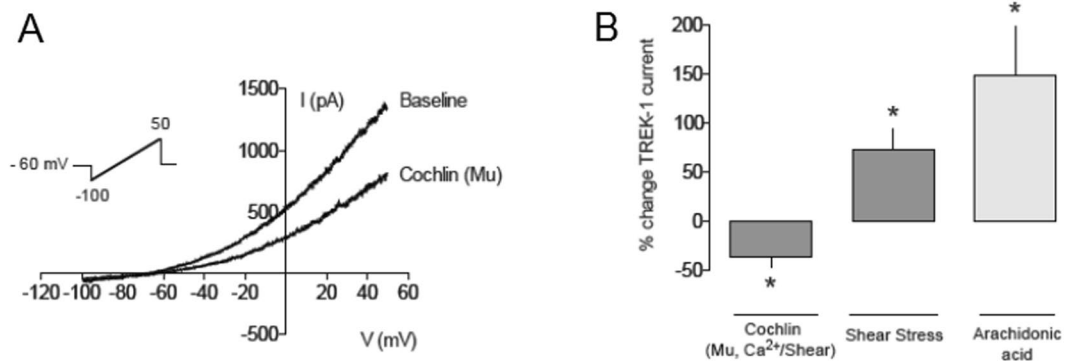 A
1500
I (pA)
Baseline
1000
Cochlin (Mu)
500
50
- 60 mV
-100
-120 -100 -80 -60 -40 -20 20 40 60
-500
V (mV)
B
% change TREK-1 current
200
150
100
50
0
-50
*
*
*
Cochlin
(Mu, Ca²⁺/Shear)
Shear Stress
Arachidonic
acid